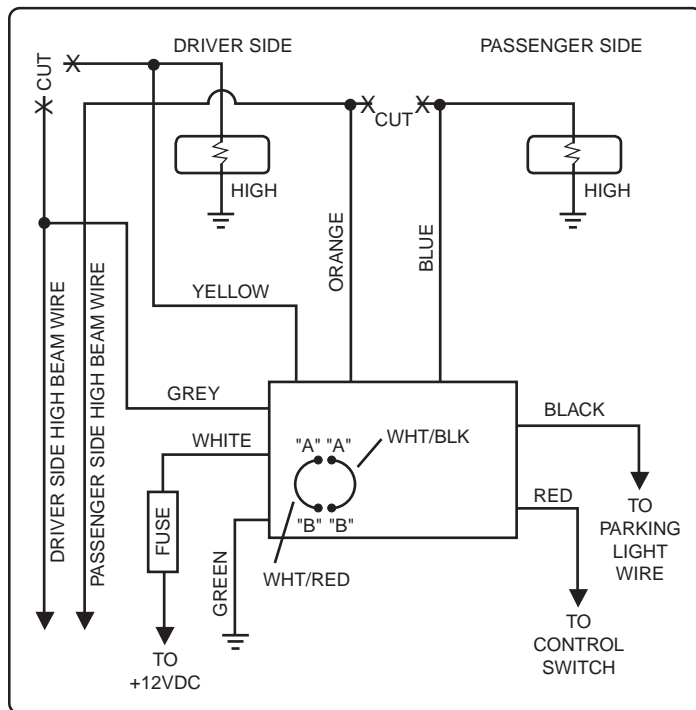 DRIVER SIDE
PASSENGER SIDE
CUT
CUT
HIGH
HIGH
ORANGE
BLUE
YELLOW
DRIVER SIDE HIGH BEAM WIRE
PASSENGER SIDE HIGH BEAM WIRE
GREY
WHITE
"A" "A"
WHT/BLK
BLACK
FUSE
"B" "B"
RED
WHT/RED
GREEN
TO
PARKING
LIGHT
WIRE
TO
+12VDC
TO
CONTROL
SWITCH